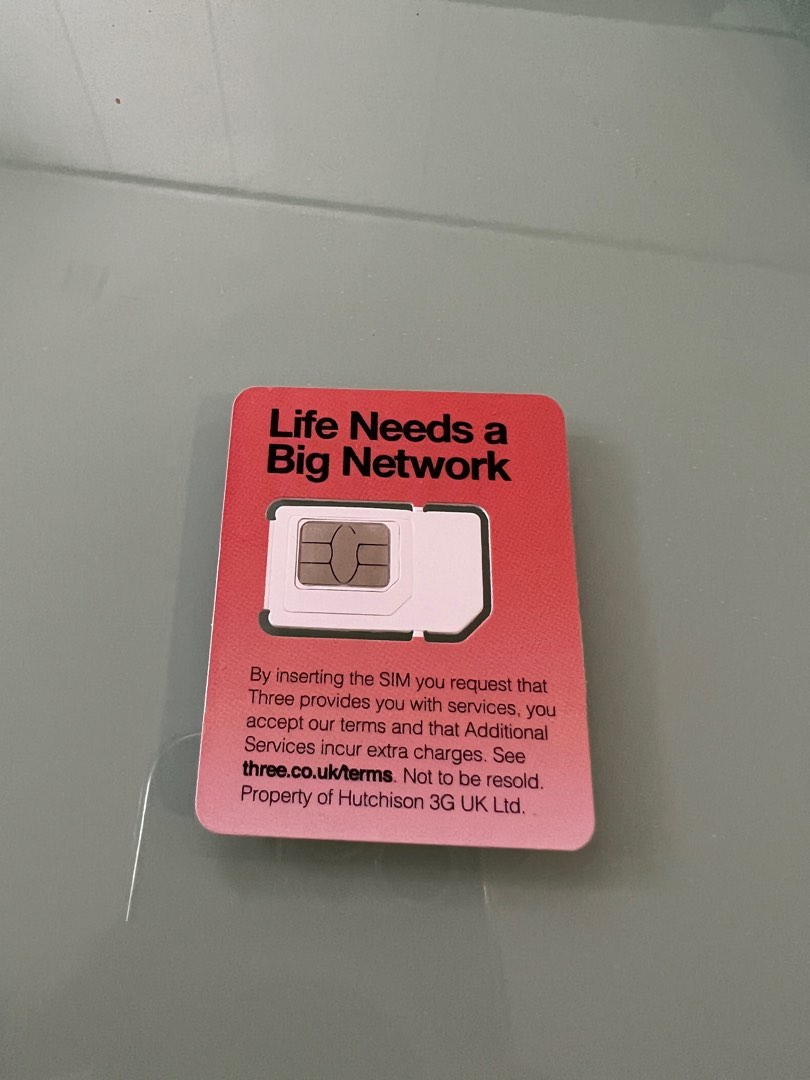 Life Needs a
Big Network
By inserting the SIM you request that
Three provides you with services, you
accept our terms and that Additional
Services incur extra charges. See
three.co.uk/terms. Not to be resold.
Property of Hutchison 3G UK Ltd.